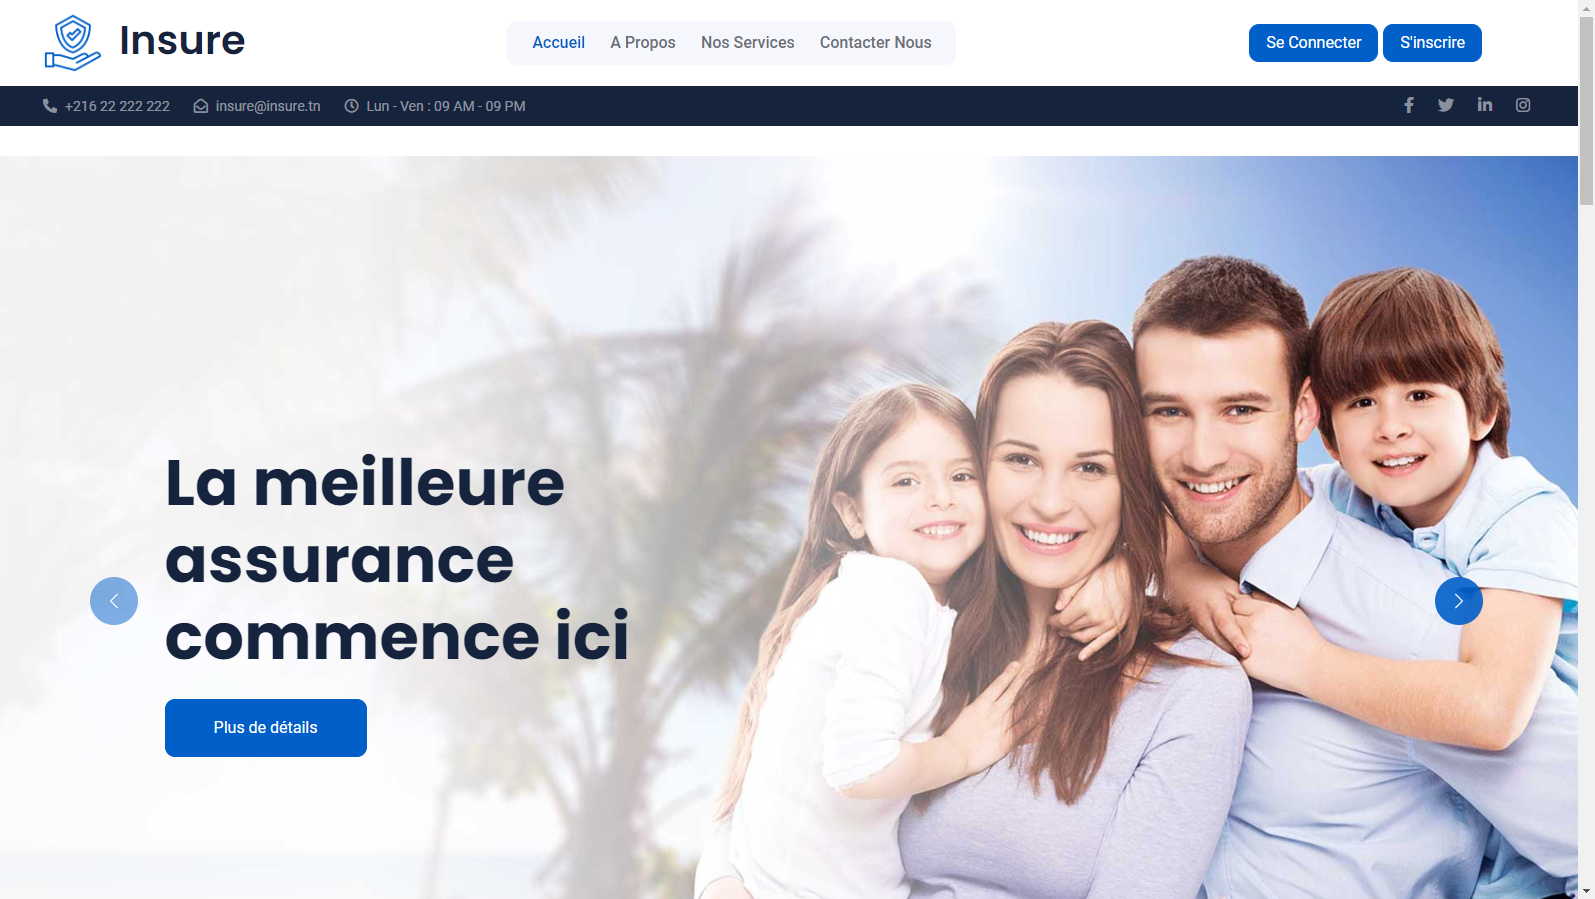 Insure
Accueil A Propos Nos Services Contacter Nous
Se Connecter S'inscrire
+216 22 222 222 insure@insure.tn Lun - Ven : 09 AM - 09 PM
La meilleure
assurance
commence ici
Plus de détails